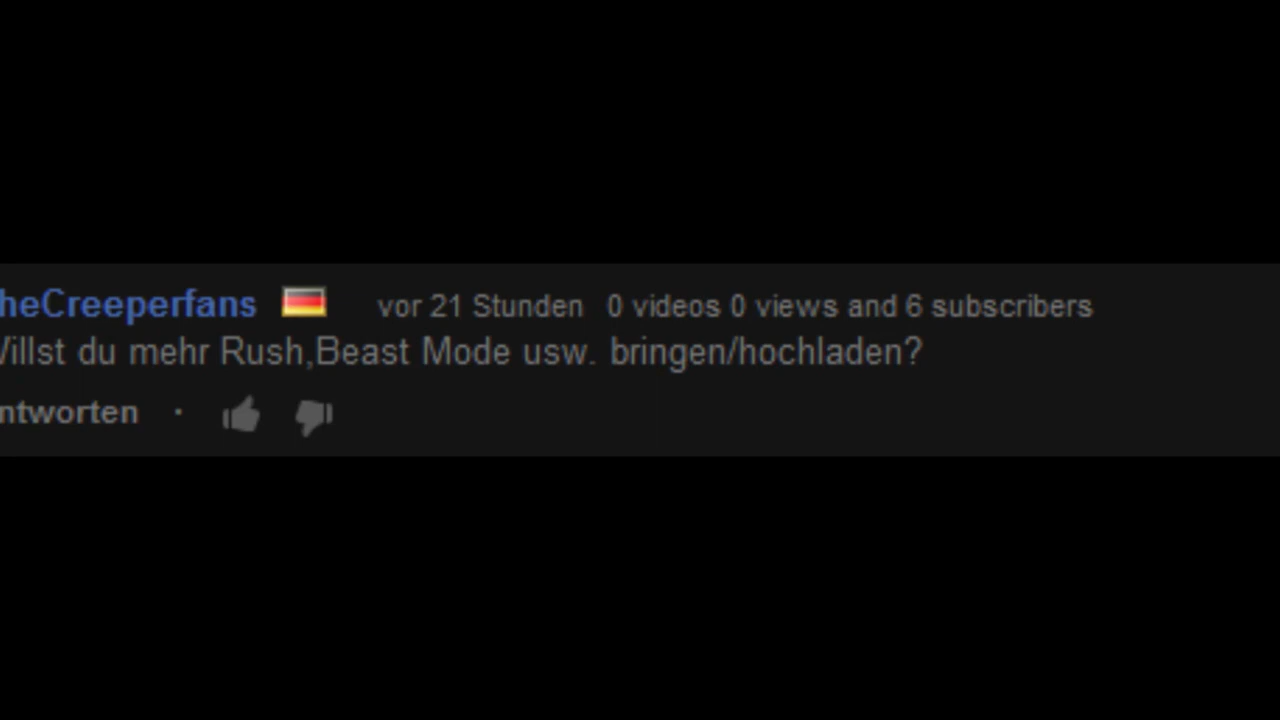 heCreeperfans vor 21 Stunden 0 videos 0 views and 6 subscribers
Willst du mehr Rush,Beast Mode usw. bringen/hochladen?
ntworten ·